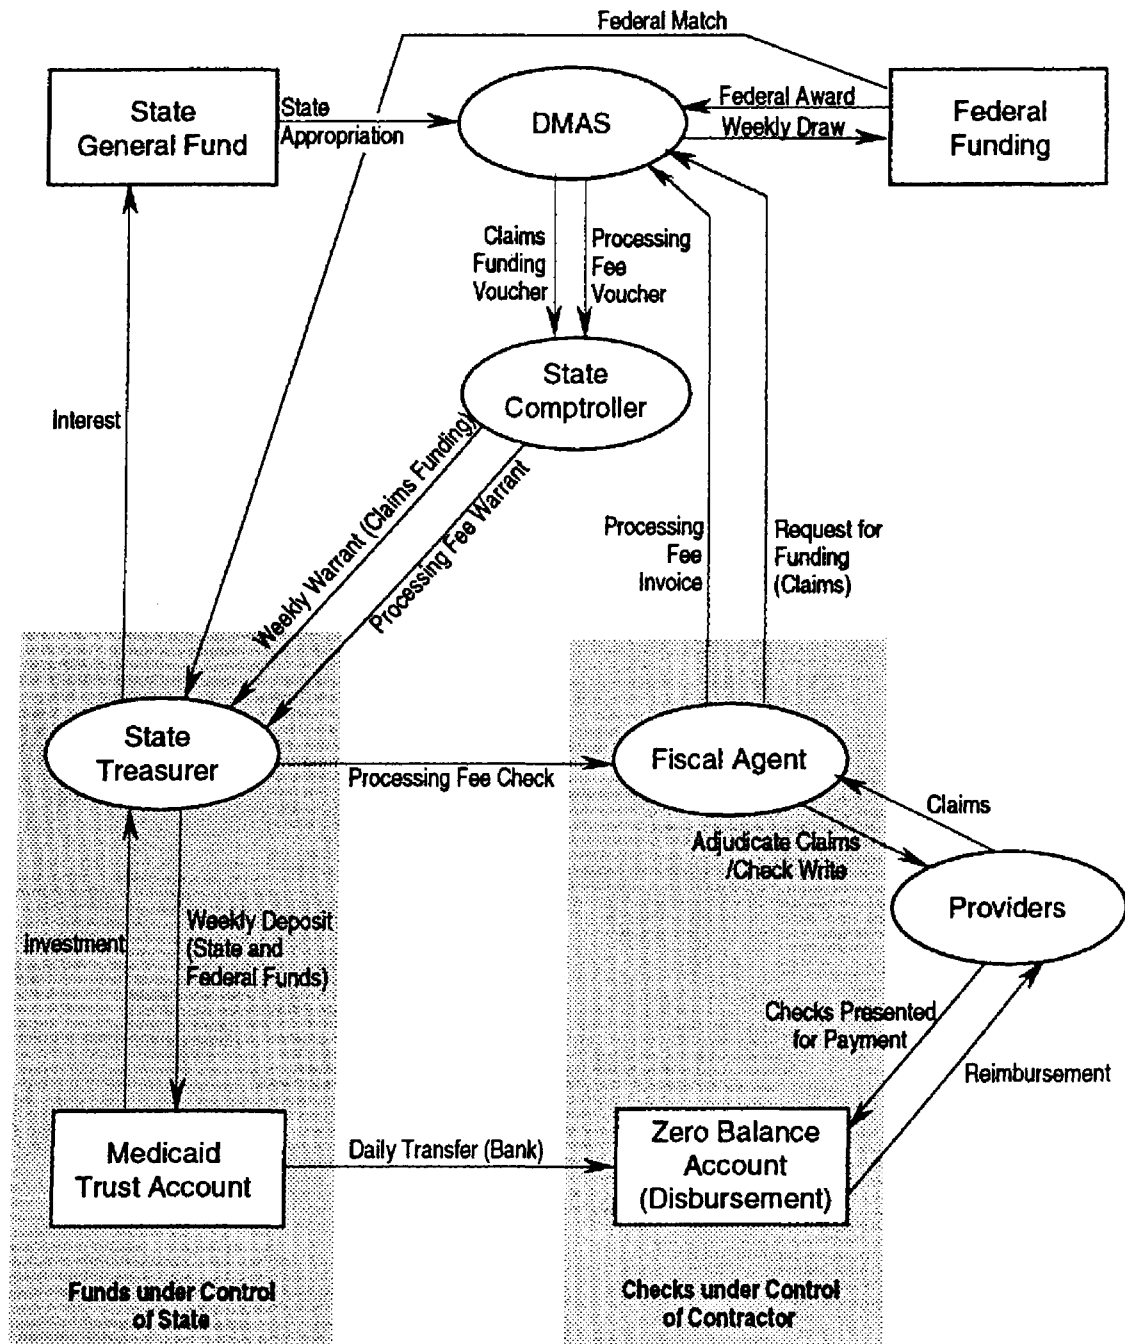 Federal Match
State
General Fund
State
Appropriation
DMAS
Federal Award
Weekly Draw
Federal
Funding
Claims
Funding
Voucher
Processing
Fee
Voucher
State
Comptroller
Interest
Weekly Warrant (Claims Funding)
Processing Fee Warrant
Processing
Fee
Invoice
Request for
Funding
(Claims)
State
Treasurer
Processing Fee Check
Fiscal Agent
Claims
Adjudicate Claims
/Check Write
Providers
Investment
Weekly Deposit
(State and
Federal Funds)
Checks Presented
for Payment
Reimbursement
Medicaid
Trust Account
Daily Transfer (Bank)
Zero Balance
Account
(Disbursement)
Funds under Control
of State
Checks under Control
of Contractor